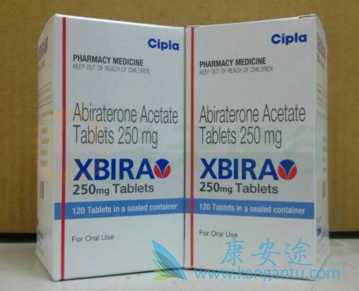 Cipla
PHARMACY MEDICINE
KEEP OUT OF REACH OF CHILDREN
Abiraterone Acetate
Tablets 250 mg
XBIRA
250mg Tablets
120 Tablets in a sealed container
For Oral Use
Cipla
PHARMACY MEDICINE
KEEP OUT OF REACH OF CHILDREN
Abiraterone Acetate
Tablets 250 mg
XBIRA
250mg Tablets
120 Tablets in a sealed container
For Oral Use
康安途
www.kangantu.com